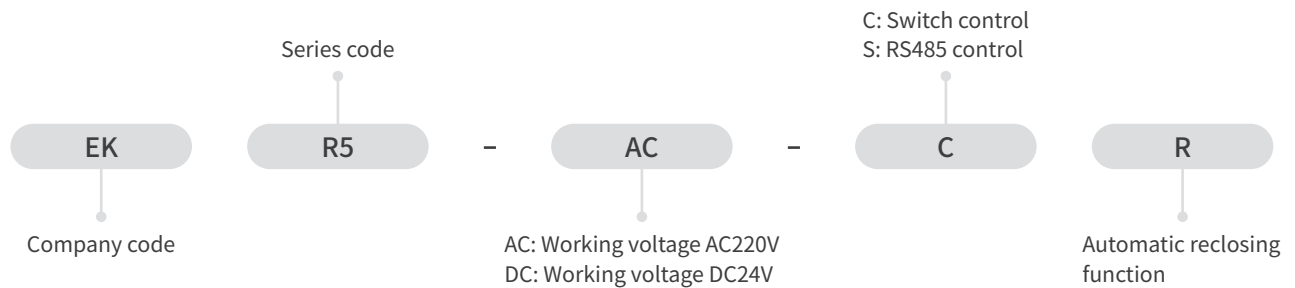 C: Switch control
S: RS485 control
Series code
EK R5 - AC - C R
Company code
AC: Working voltage AC220V
DC: Working voltage DC24V
Automatic reclosing
function